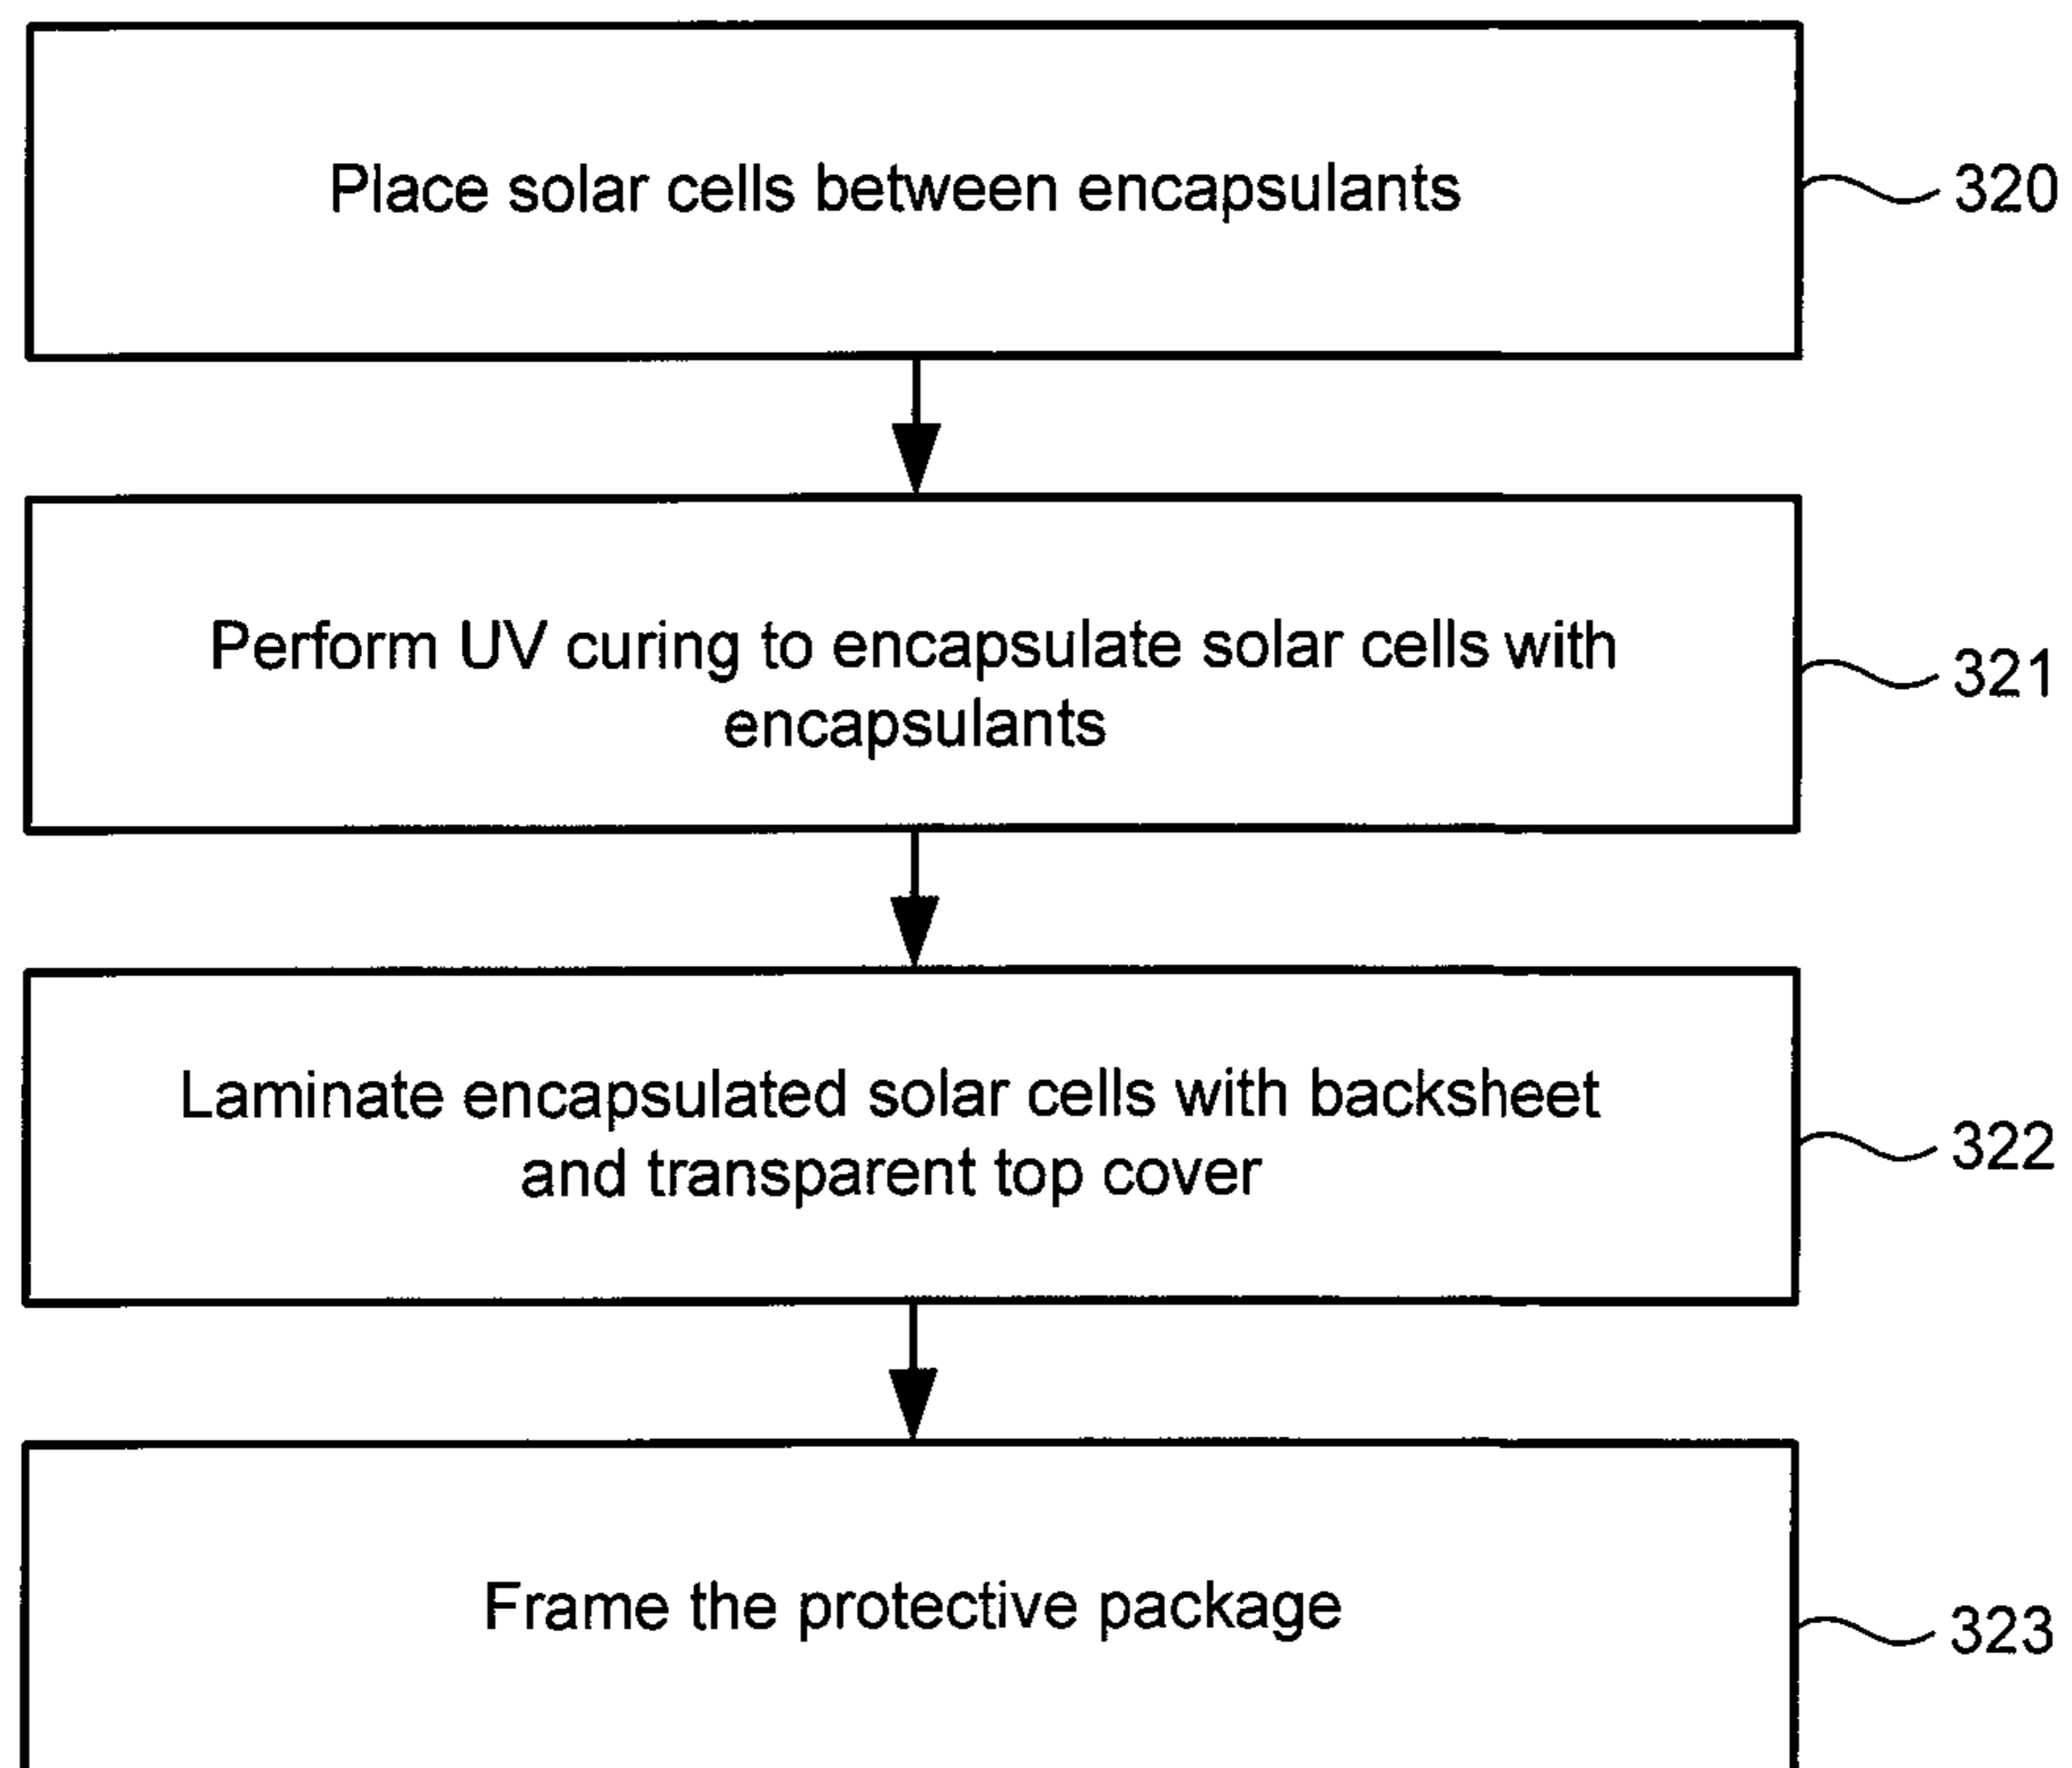 Place solar cells between encapsulants
320
Perform UV curing to encapsulate solar cells with
encapsulants
321
Laminate encapsulated solar cells with backsheet
and transparent top cover
322
Frame the protective package
323